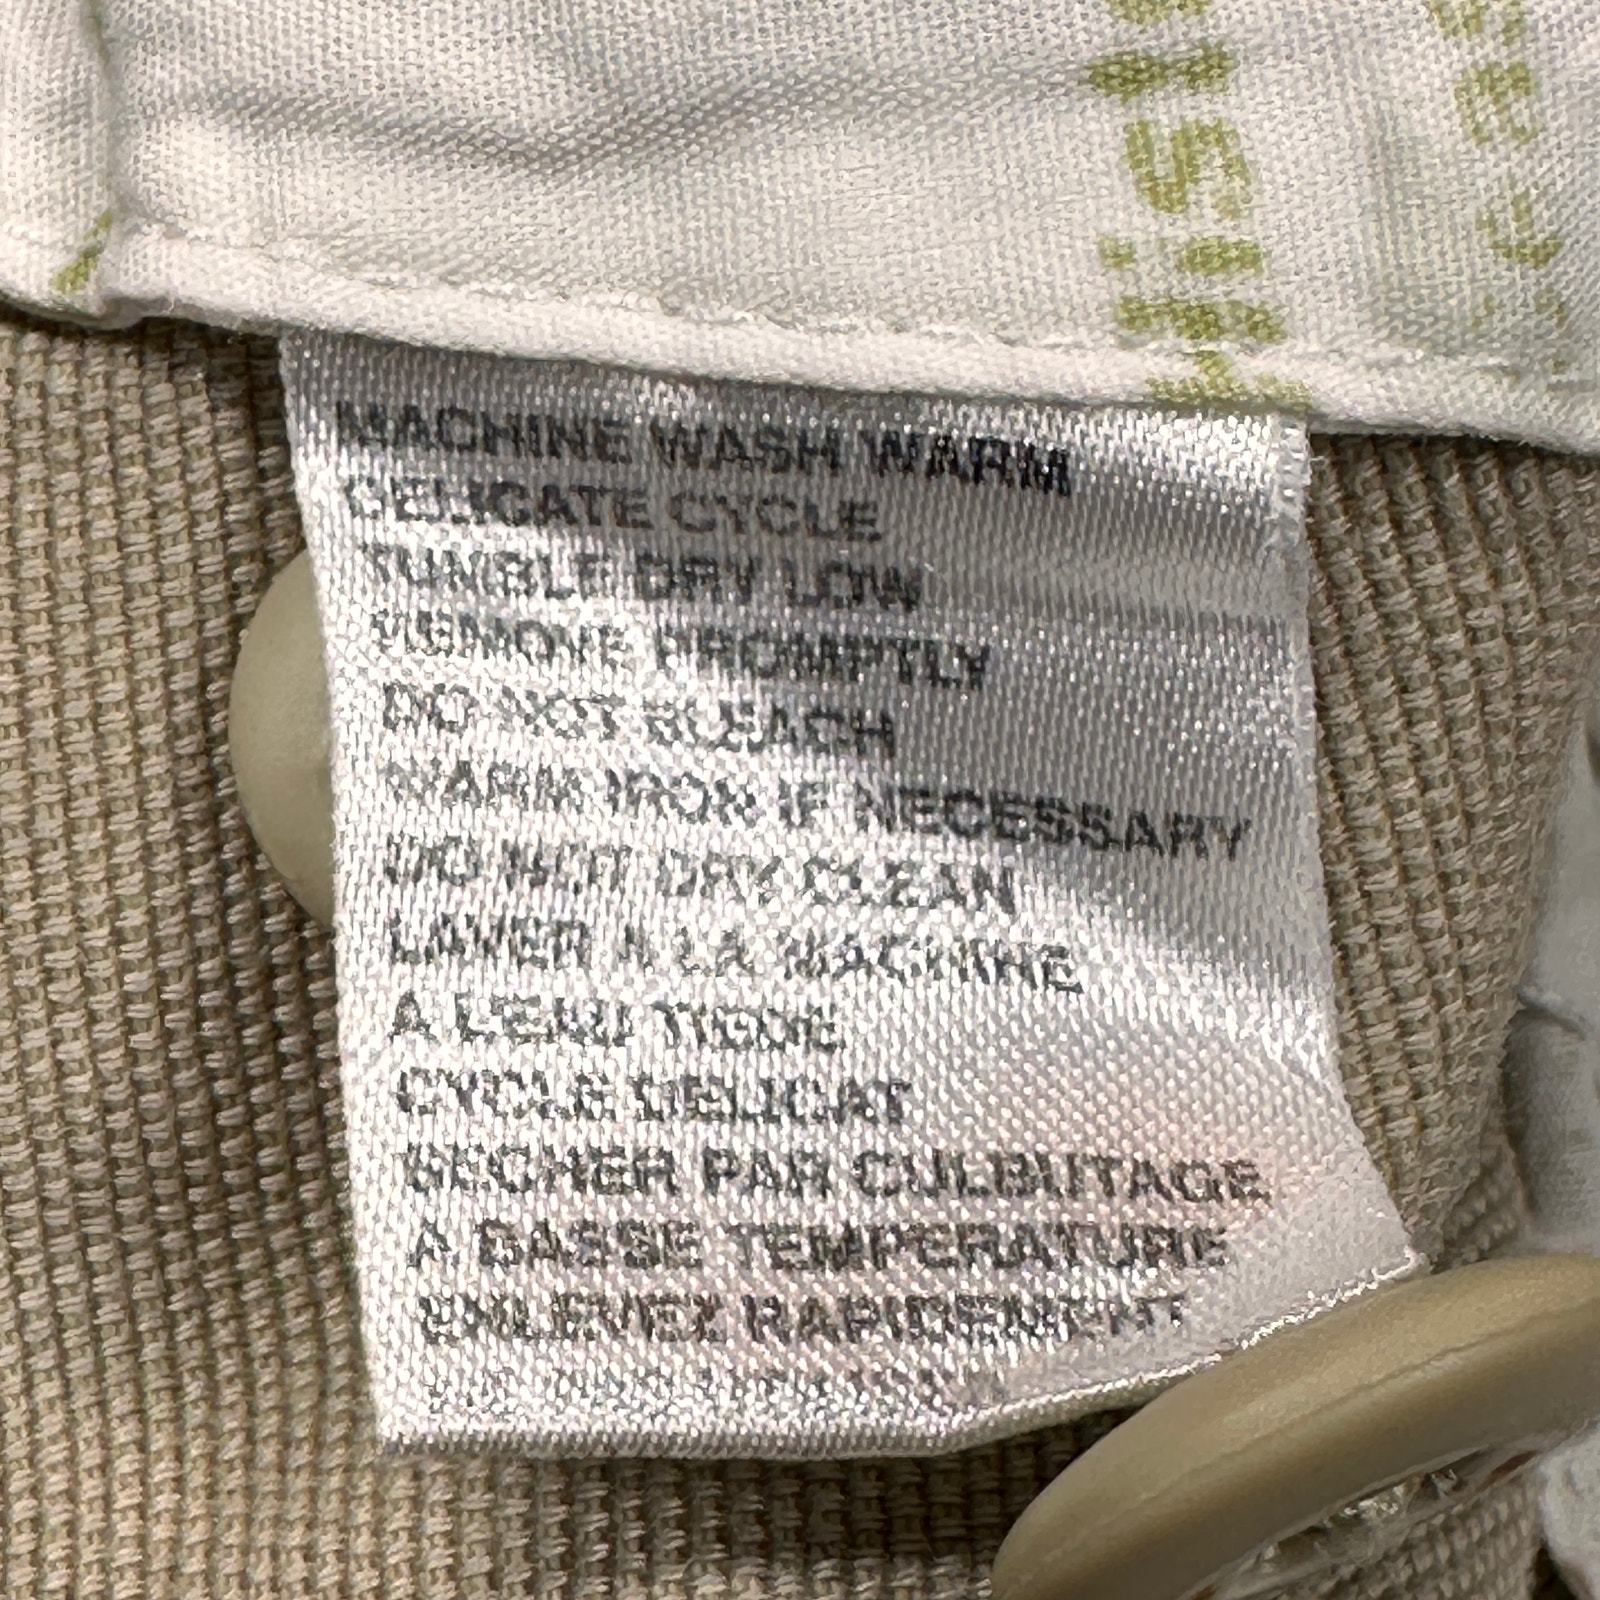 MACHINE WASH WARM
DELICATE CYCLE
TUMBLE DRY LOW
REMOVE PROMPTLY
DO NOT BLEACH
WARM IRON IF NECESSARY
DO NOT DRY CLEAN
LAVER A LA MACHINE
A L'EAU TIEDE
CYCLE DELICAT
SECHER PAR CULBUTAGE
A BASSE TEMPERATURE
ENLEVEZ RAPIDEMENT